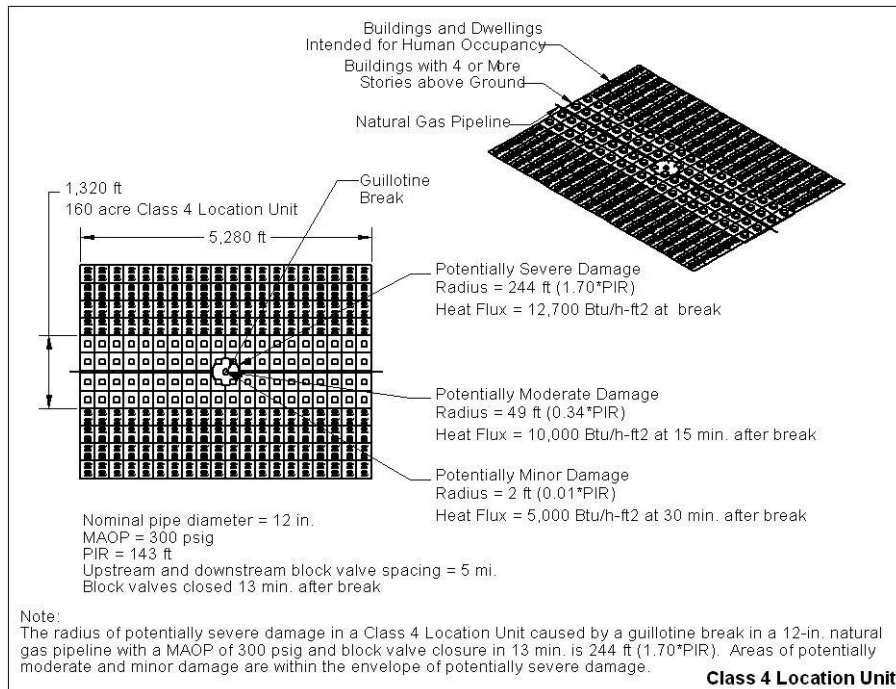 Buildings and Dwellings
Intended for Human Occupancy
Buildings with 4 or More
Stories above Ground
Natural Gas Pipeline
Guillotine
Break
1,320 ft
160 acre Class 4 Location Unit
5,280 ft
Potentially Severe Damage
Radius = 244 ft (1.70*PIR)
Heat Flux = 12,700 Btu/h-ft2 at break
Potentially Moderate Damage
Radius = 49 ft (0.34*PIR)
Heat Flux = 10,000 Btu/h-ft2 at 15 min. after break
Potentially Minor Damage
Radius = 2 ft (0.01*PIR)
Heat Flux = 5,000 Btu/h-ft2 at 30 min. after break
Nominal pipe diameter = 12 in.
MAOP = 300 psig
PIR = 143 ft
Upstream and downstream block valve spacing = 5 mi.
Block valves closed 13 min. after break
Note:
The radius of potentially severe damage in a Class 4 Location Unit caused by a guillotine break in a 12-in. natural
gas pipeline with a MAOP of 300 psig and block valve closure in 13 min. is 244 ft (1.70*PIR). Areas of potentially
moderate and minor damage are within the envelope of potentially severe damage.
Class 4 Location Unit